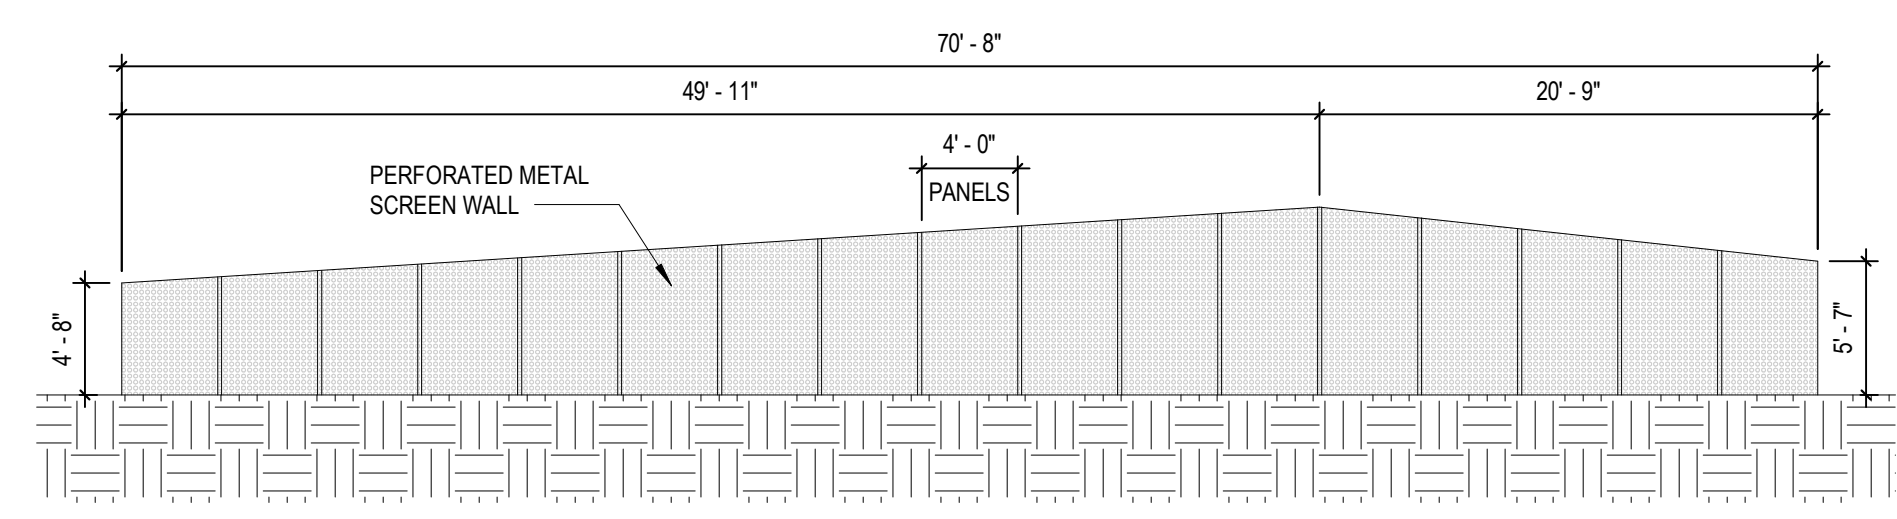 70' - 8"
49' - 11"
20' - 9"
4' - 0"
PANELS
PERFORATED METAL
SCREEN WALL
4' - 8"
5' - 7"